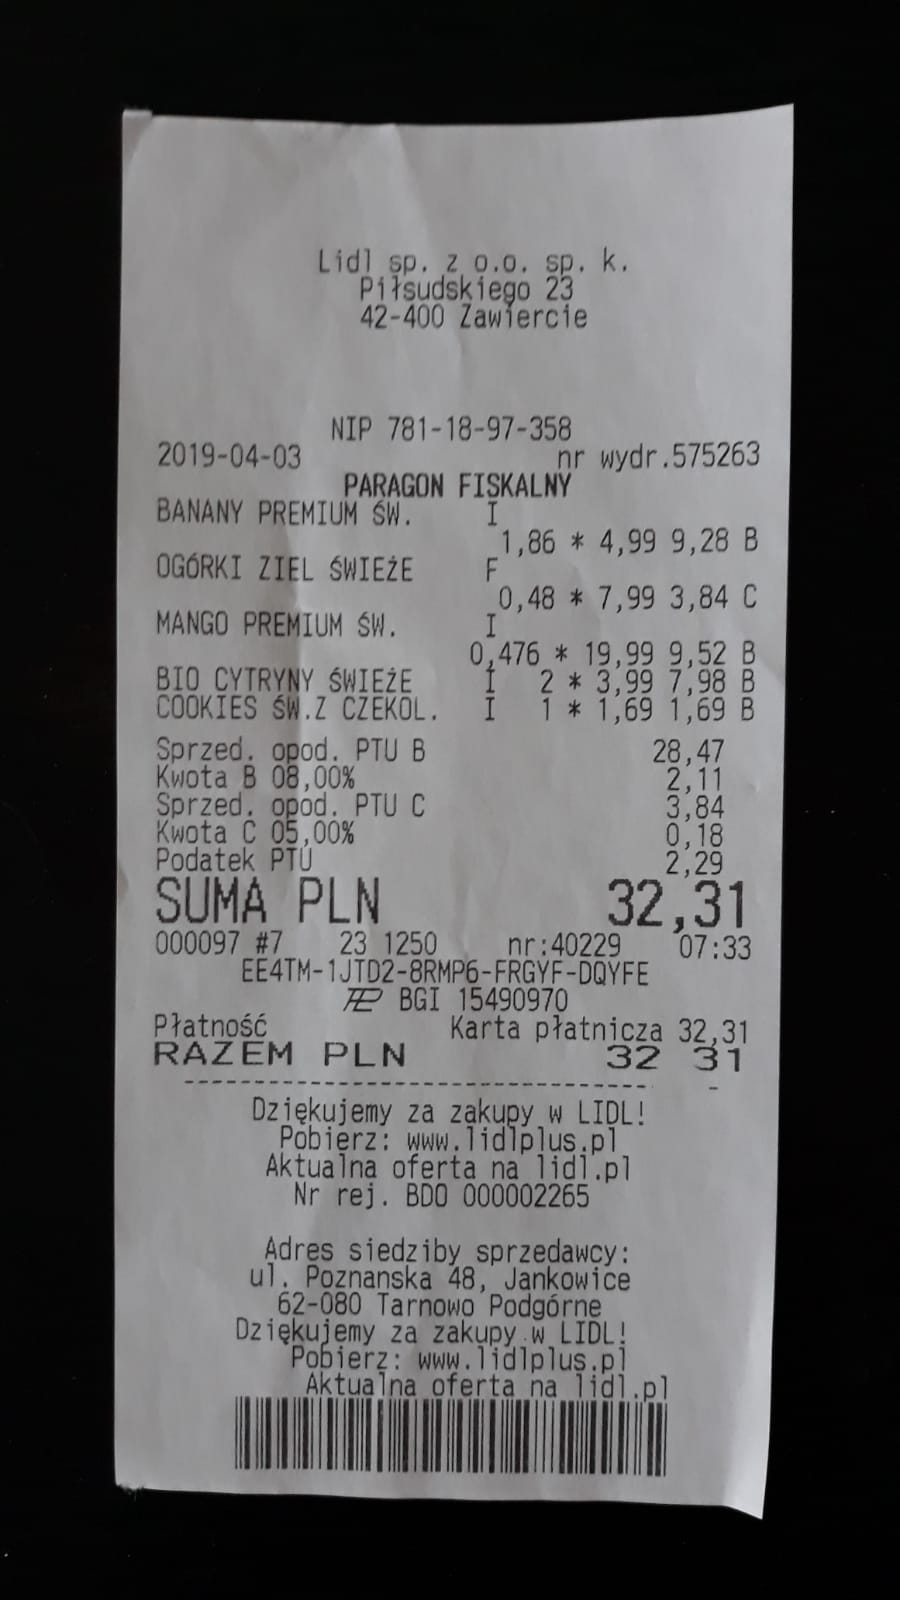 Lidl sp. z o.o. sp. k.
Piłsudskiego 23
42-400 Zawiercie
NIP 781-18-97-358
2019-04-03 nr wydr.575263
PARAGON FISKALNY
BANANY PREMIUM ŚW. I
1,86 * 4,99 9,28 B
OGÓRKI ZIEL ŚWIEŻE F
0,48 * 7,99 3,84 C
MANGO PREMIUM ŚW. I
0,476 * 19,99 9,52 B
BIO CYTRYNY ŚWIEŻE I 2 * 3,99 7,98 B
COOKIES ŚW.Z CZEKOL. I 1 * 1,69 1,69 B
Sprzed. opod. PTU B 28,47
Kwota B 08,00% 2,11
Sprzed. opod. PTU C 3,84
Kwota C 05,00% 0,18
Podatek PTU 2,29
SUMA PLN 32,31
000097 #7 23 1250 nr:40229 07:33
EE4TM-1JTD2-8RMP6-FRGYF-DQYFE
BGI 15490970
Płatność Karta płatnicza 32,31
RAZEM PLN 32 31
Dziękujemy za zakupy w LIDL!
Pobierz: www.lidlplus.pl
Aktualna oferta na lidl.pl
Nr rej. BDO 000002265
Adres siedziby sprzedawcy:
ul. Poznanska 48, Jankowice
62-080 Tarnowo Podgórne
Dziękujemy za zakupy w LIDL!
Pobierz: www.lidlplus.pl
Aktualna oferta na lidl.pl